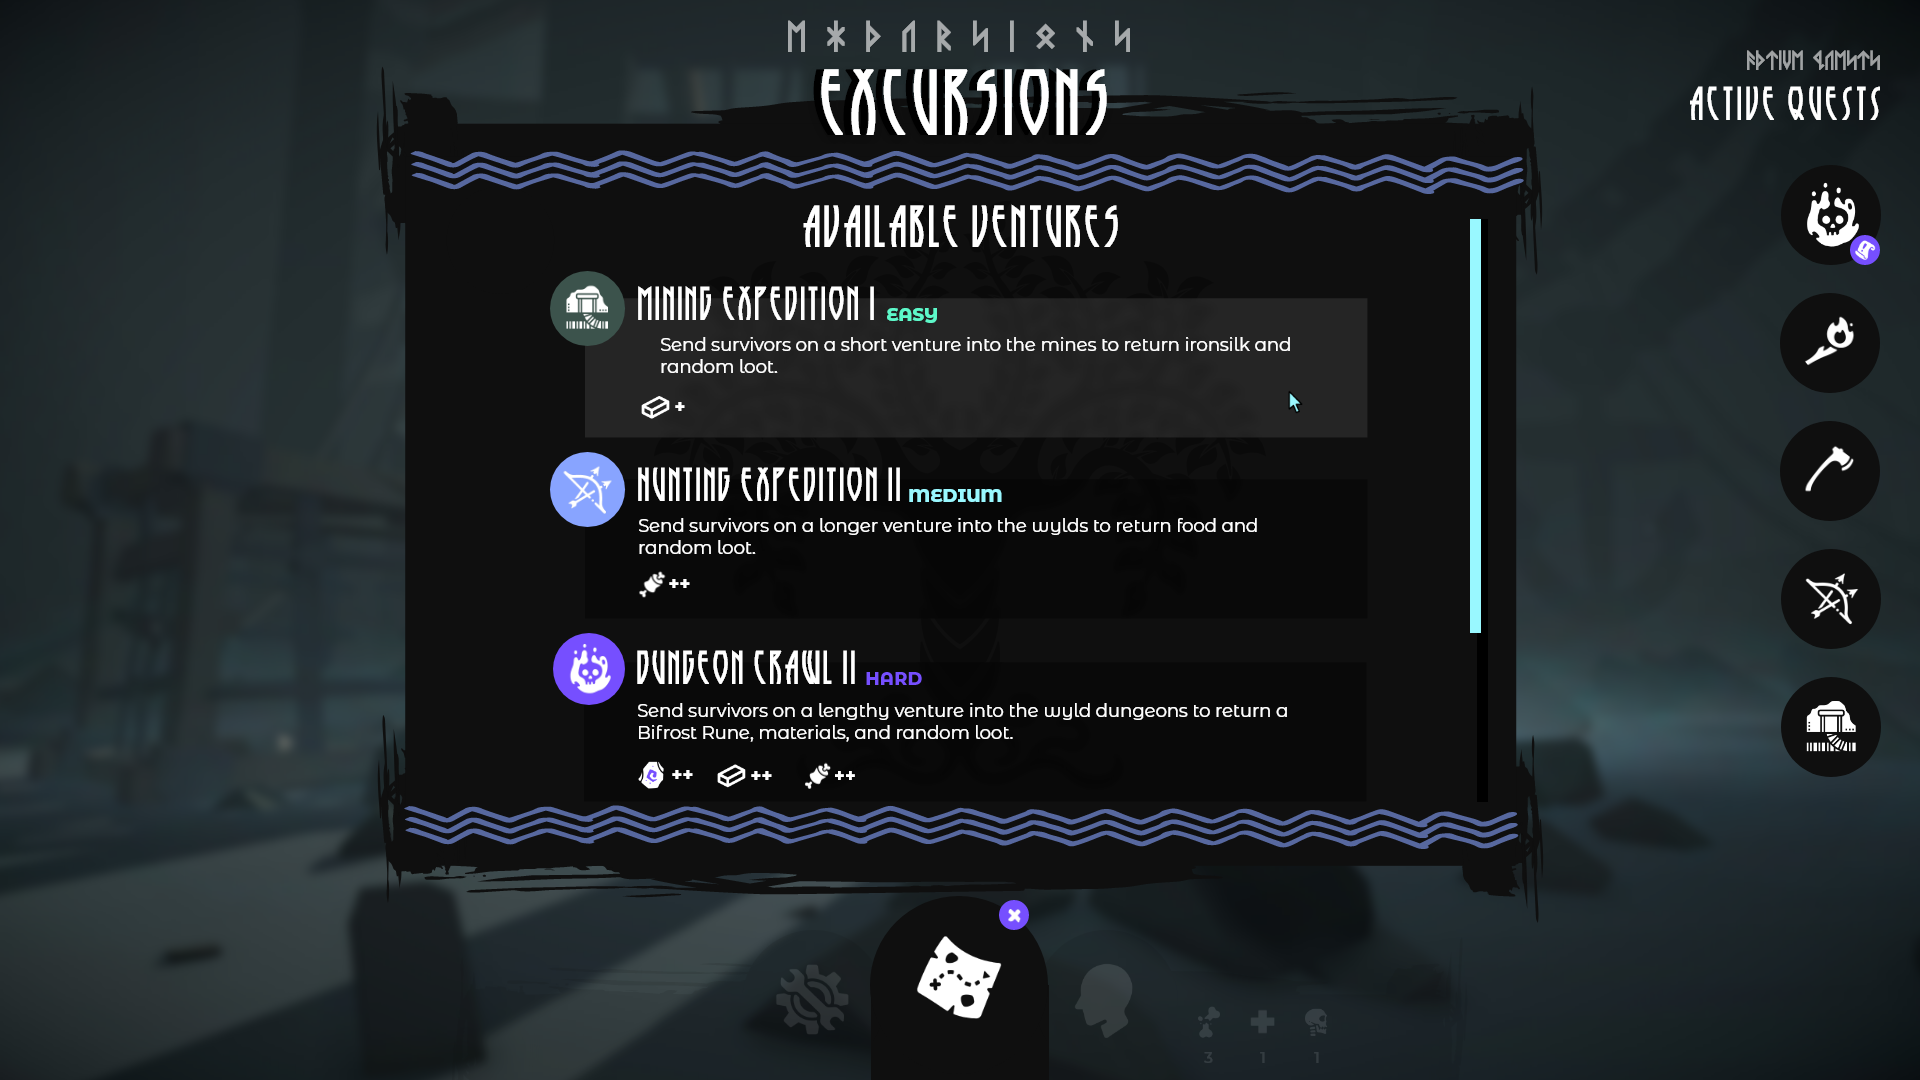 ᛖᚼᚦᚢᚱᛋᛁᛟᚾᛋ
EXCURSIONS
ACTIVE QUESTS
AVAILABLE VENTURES
MINING EXPEDITION I EASY
Send survivors on a short venture into the mines to return ironsilk and
random loot.
+
HUNTING EXPEDITION II MEDIUM
Send survivors on a longer venture into the wylds to return food and
random loot.
++
DUNGEON CRAWL II HARD
Send survivors on a lengthy venture into the wyld dungeons to return a
Bifrost Rune, materials, and random loot.
++ ++ ++
3 1 1